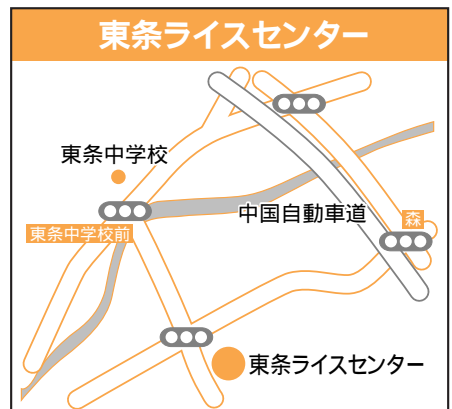 東条ライスセンター
東条中学校
中国自動車道
森
東条中学校前
東条ライスセンター